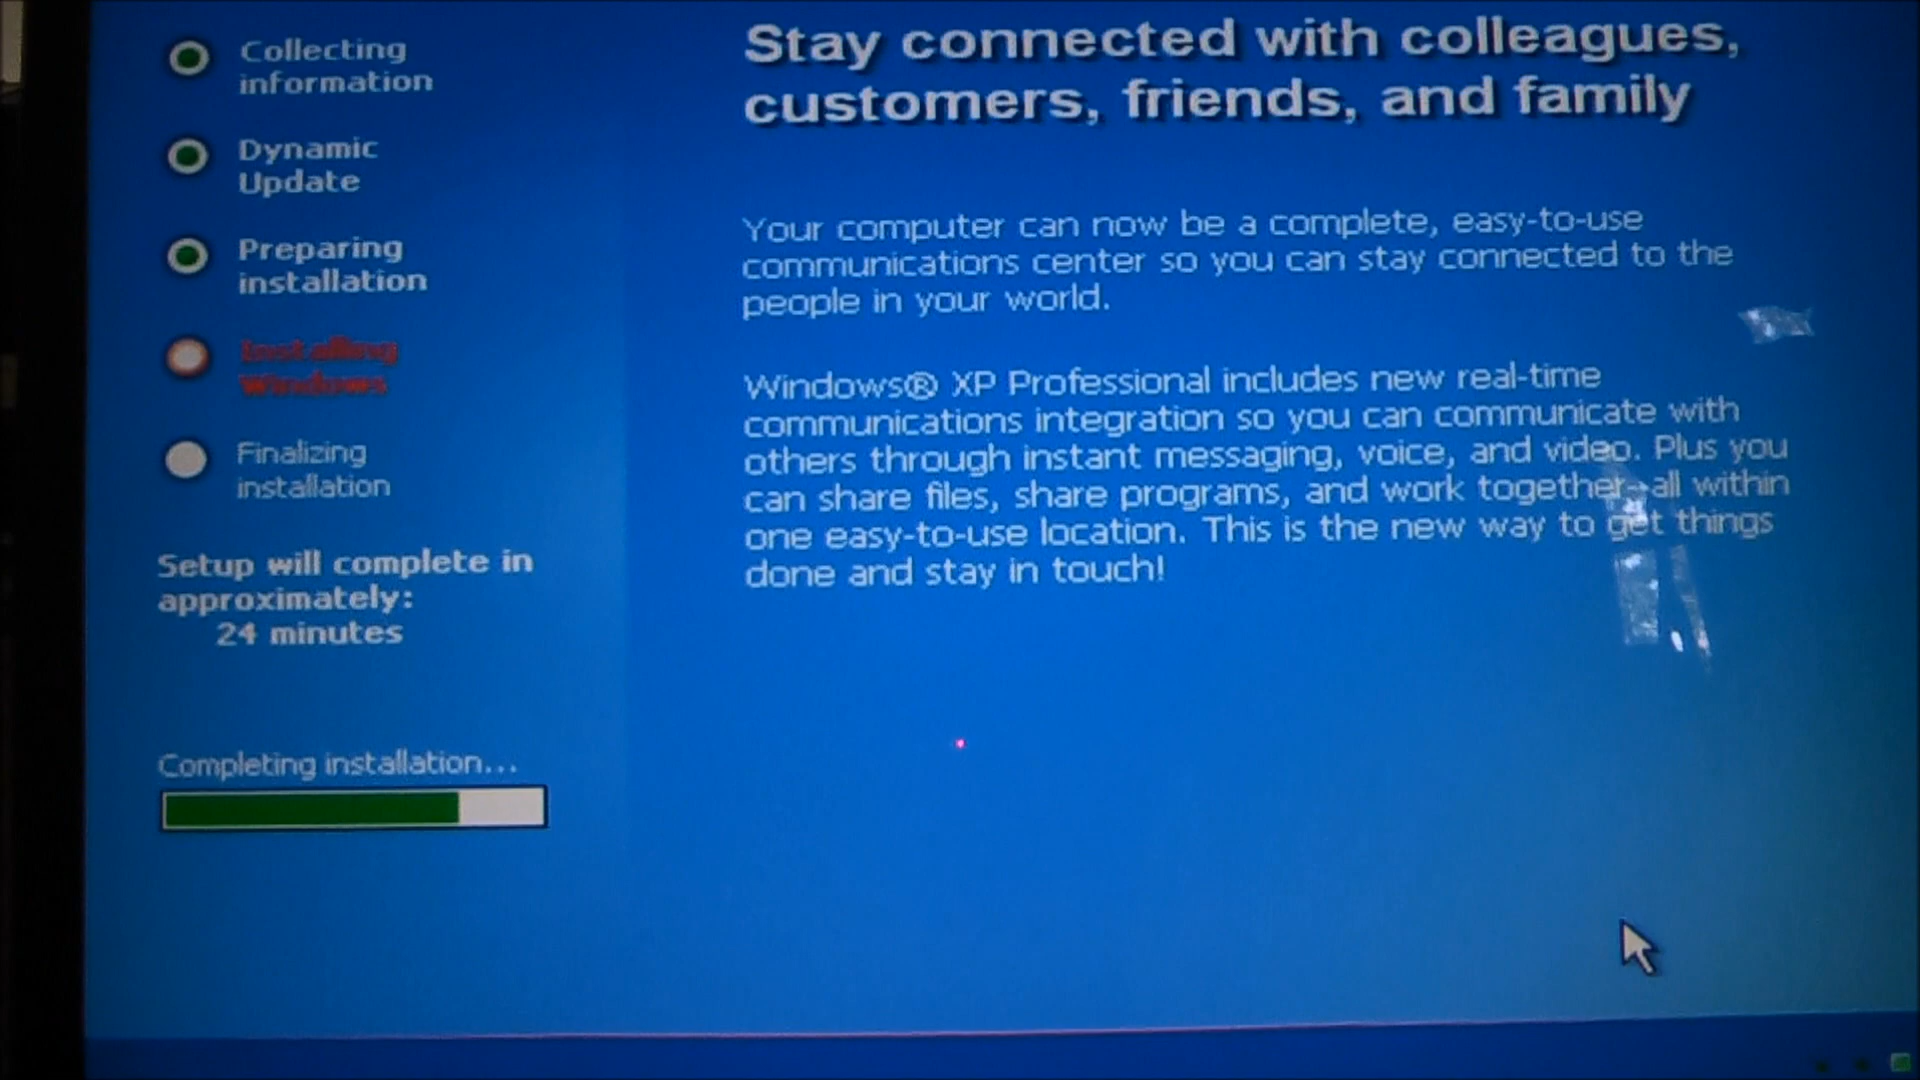 Collecting
information
Dynamic
Update
Preparing
installation
Installing
Windows
Finalizing
installation
Setup will complete in
approximately:
24 minutes
Completing installation...
Stay connected with colleagues,
customers, friends, and family
Your computer can now be a complete, easy-to-use
communications center so you can stay connected to the
people in your world.
Windows® XP Professional includes new real-time
communications integration so you can communicate with
others through instant messaging, voice, and video. Plus you
can share files, share programs, and work together-all within
one easy-to-use location. This is the new way to get things
done and stay in touch!